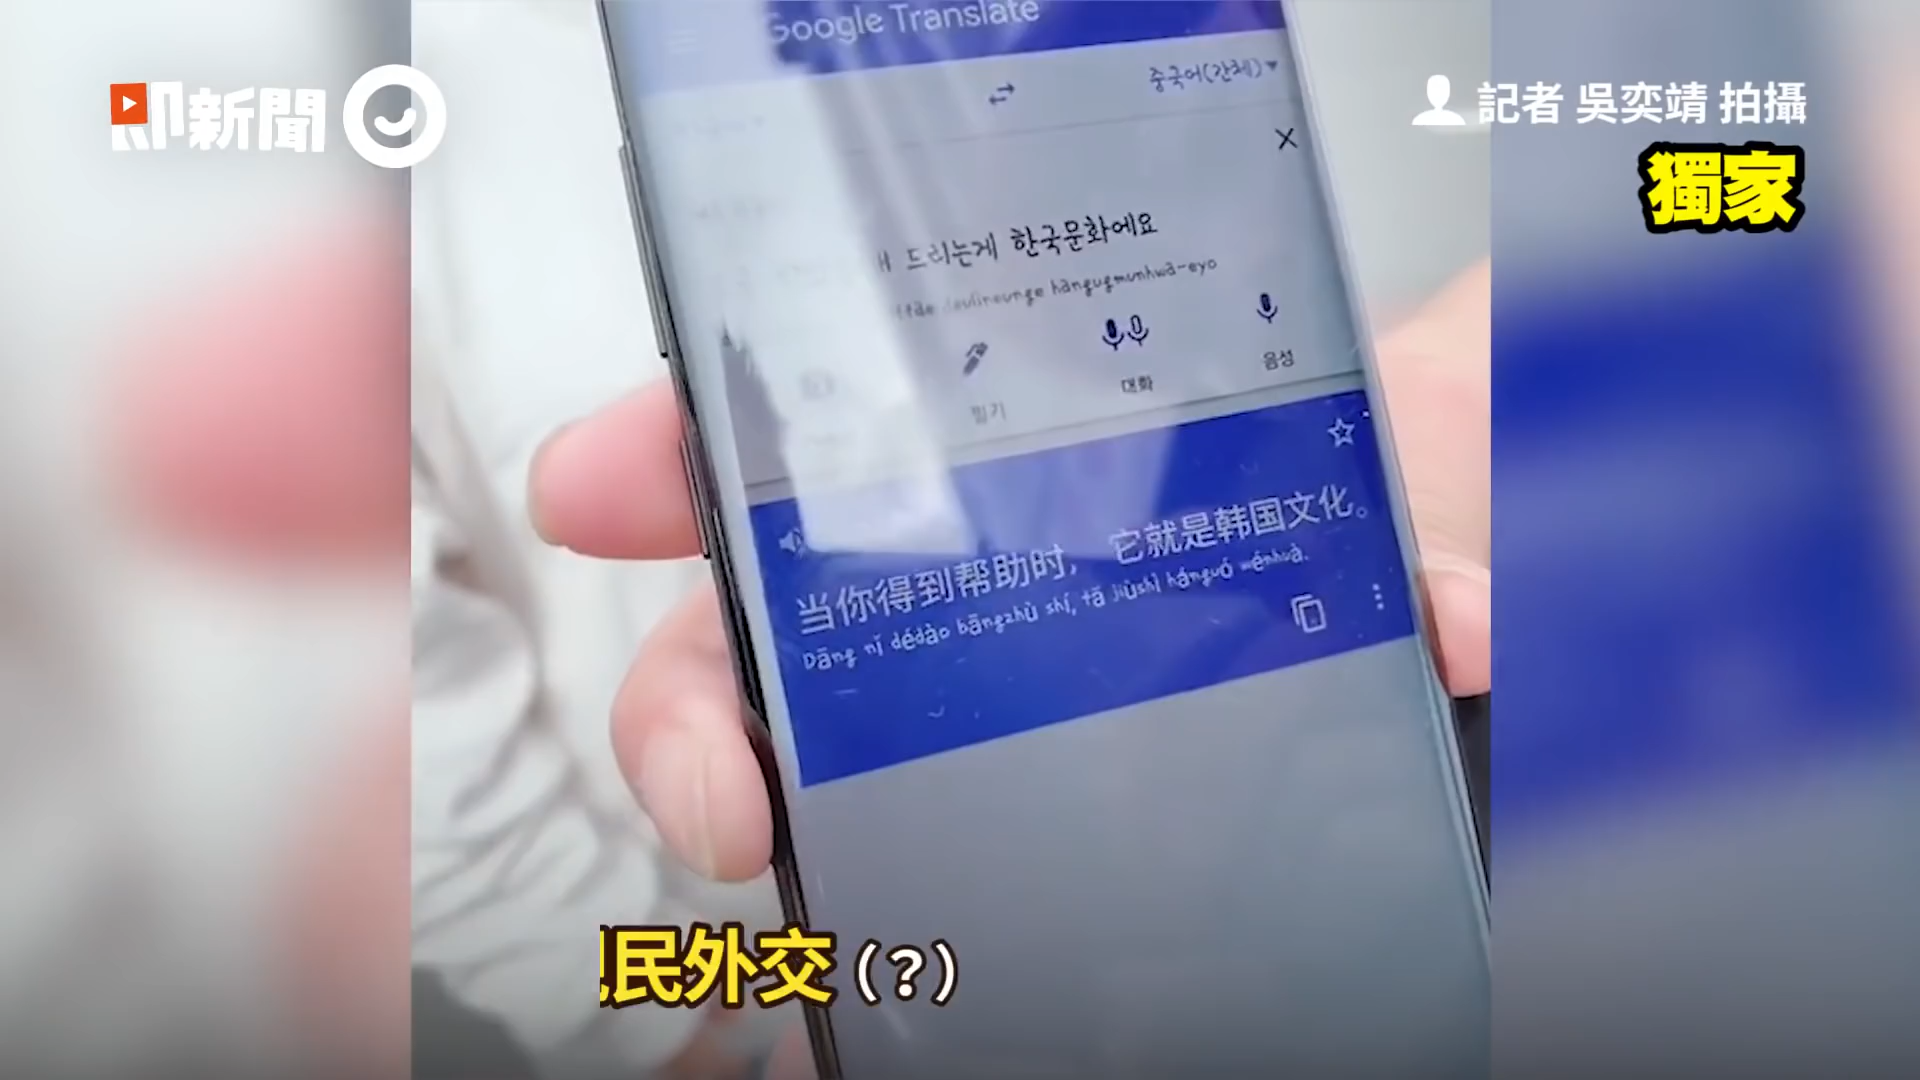 即新聞
記者 吳奕靖 拍攝
獨家
Google Translate
중국어(간체)
드리는게 한국문화에요
hangugmunhwa-eyo
대화
음성
当你得到帮助时，它就是韩国文化。
Dāng nǐ dédào bāngzhù shí, tā jiùshì hánguó wénhuà.
民外交（？）